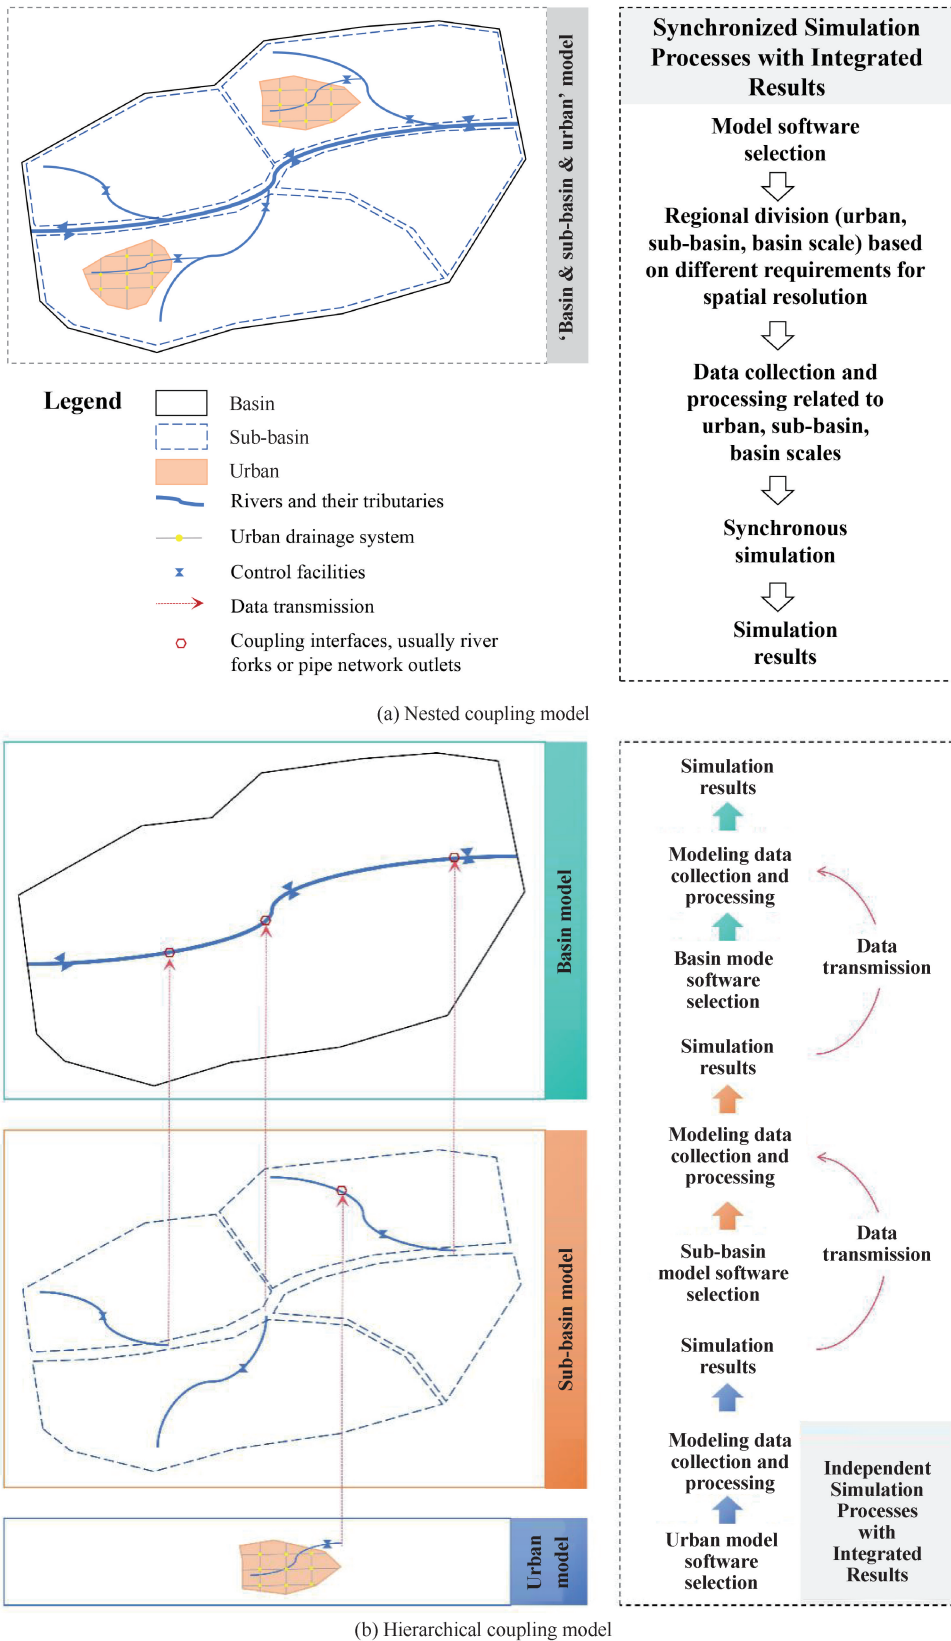 'Basin & sub-basin & urban' model
Synchronized Simulation
Processes with Integrated
Results
Model software
selection
Regional division (urban,
sub-basin, basin scale) based
on different requirements for
spatial resolution
Data collection and
processing related to
urban, sub-basin,
basin scales
Synchronous
simulation
Simulation
results
Legend
Basin
Sub-basin
Urban
Rivers and their tributaries
Urban drainage system
Control facilities
Data transmission
Coupling interfaces, usually river
forks or pipe network outlets
(a) Nested coupling model
Basin model
Sub-basin model
Urban
model
Simulation
results
Modeling data
collection and
processing
Data
transmission
Basin mode
software
selection
Simulation
results
Modeling data
collection and
processing
Data
transmission
Sub-basin
model software
selection
Simulation
results
Modeling data
collection and
processing
Urban model
software
selection
Independent
Simulation
Processes
with
Integrated
Results
(b) Hierarchical coupling model